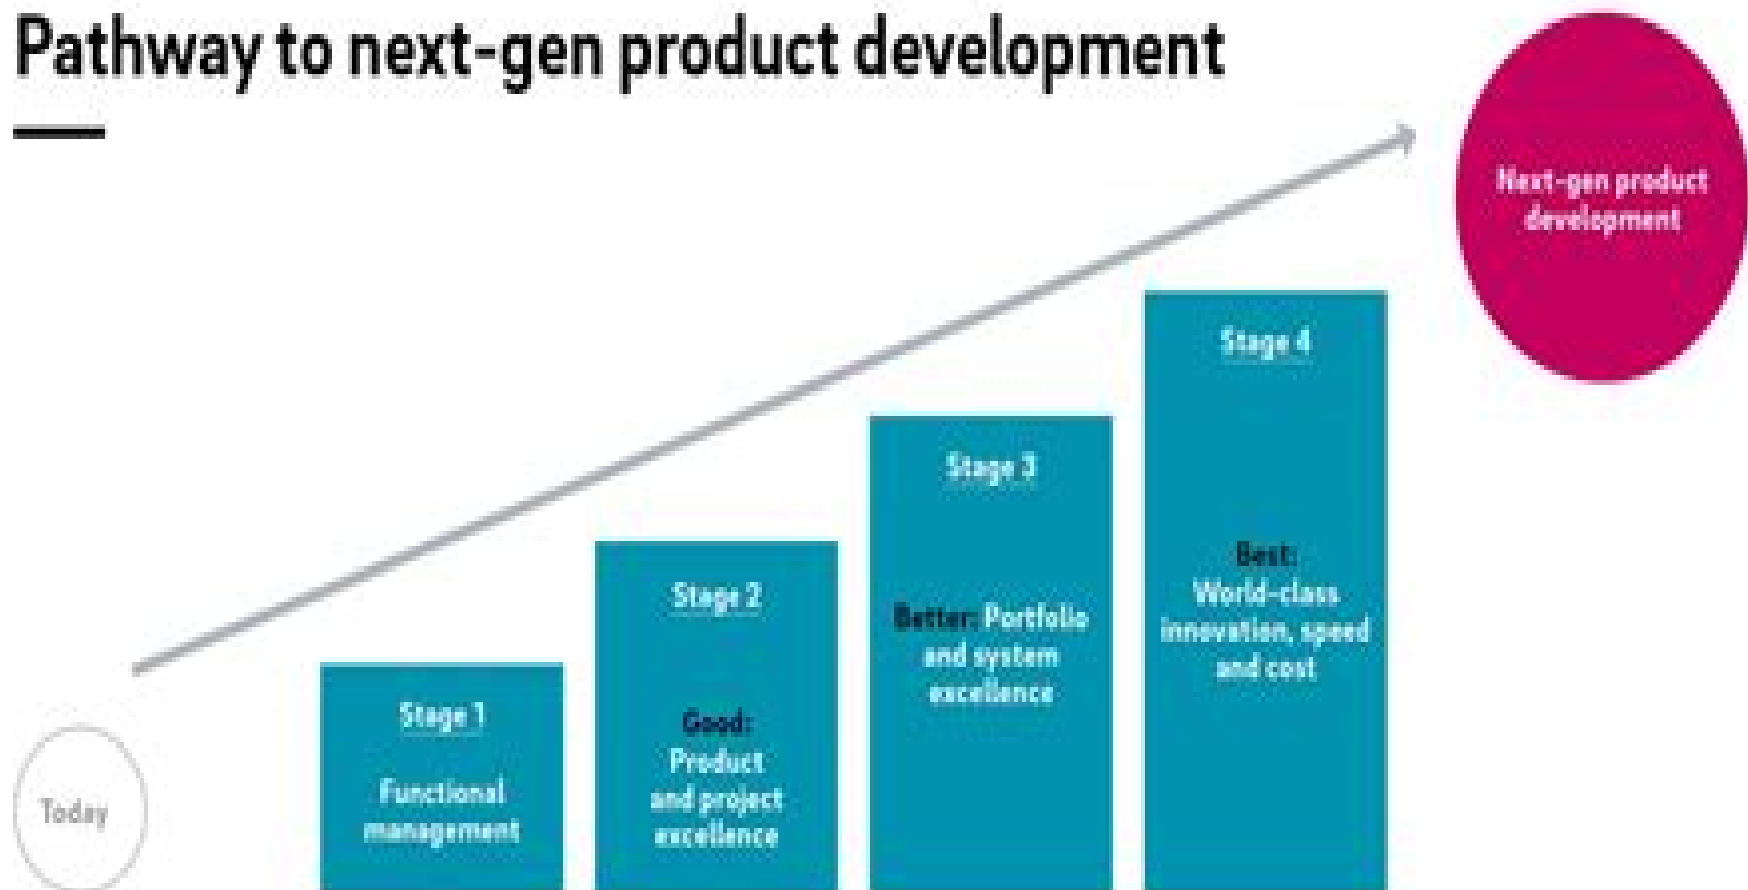 Pathway to next-gen product development
Next-gen product
development
Stage 4
Best:
World-class
innovation, speed
and cost
Stage 3
Better: Portfolio
and system
excellence
Stage 2
Good:
Product
and project
excellence
Stage 1
Functional
management
Today